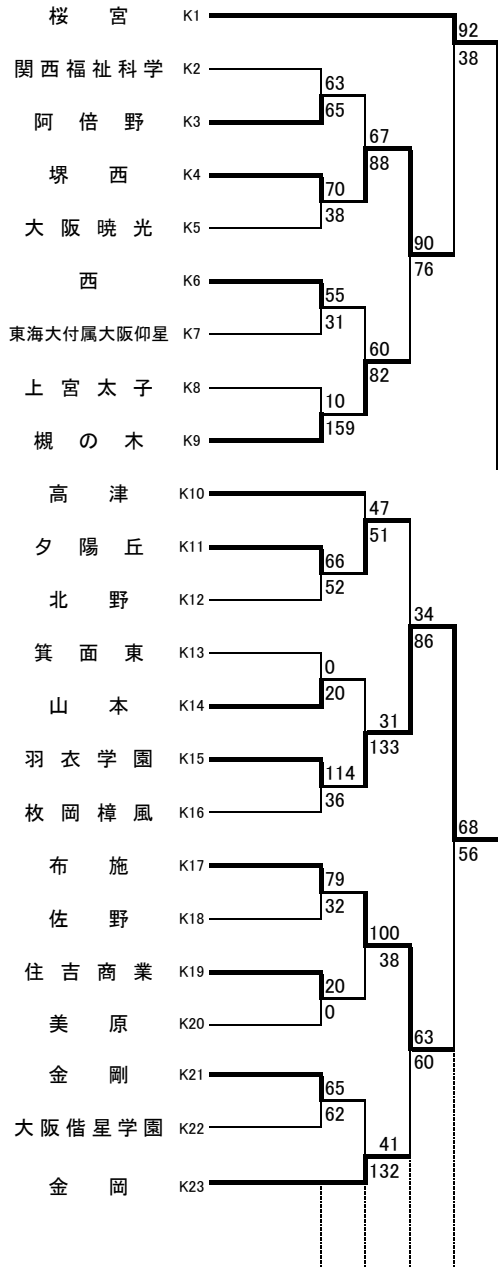 桜宮 K1
92
38
関西福祉科学 K2
63
65
阿倍野 K3
67
88
堺西 K4
70
38
大阪暁光 K5
90
76
西 K6
55
31
東海大付属大阪仰星 K7
60
82
上宮太子 K8
10
159
槻の木 K9
高津 K10
47
51
夕陽丘 K11
66
52
北野 K12
34
86
箕面東 K13
0
20
山本 K14
31
133
羽衣学園 K15
114
36
枚岡樟風 K16
68
56
布施 K17
79
32
佐野 K18
100
38
住吉商業 K19
20
0
美原 K20
63
60
金剛 K21
65
62
大阪偕星学園 K22
41
132
金岡 K23